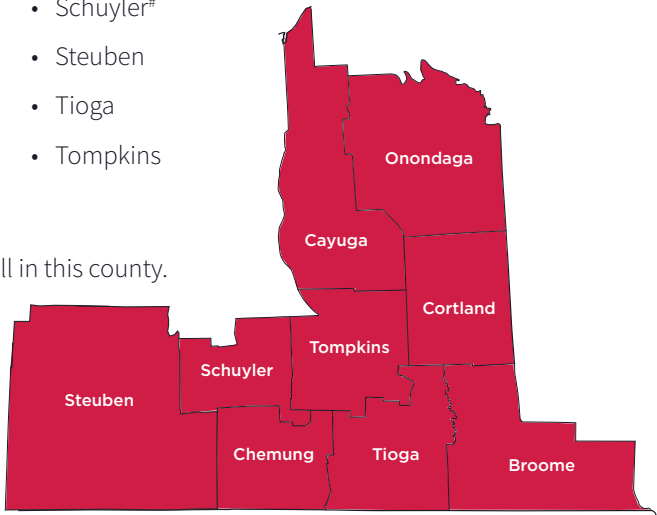 • Schuyler#
• Steuben
• Tioga
• Tompkins
ll in this county.
Onondaga
Cayuga
Cortland
Tompkins
Schuyler
Steuben
Chemung
Tioga
Broome